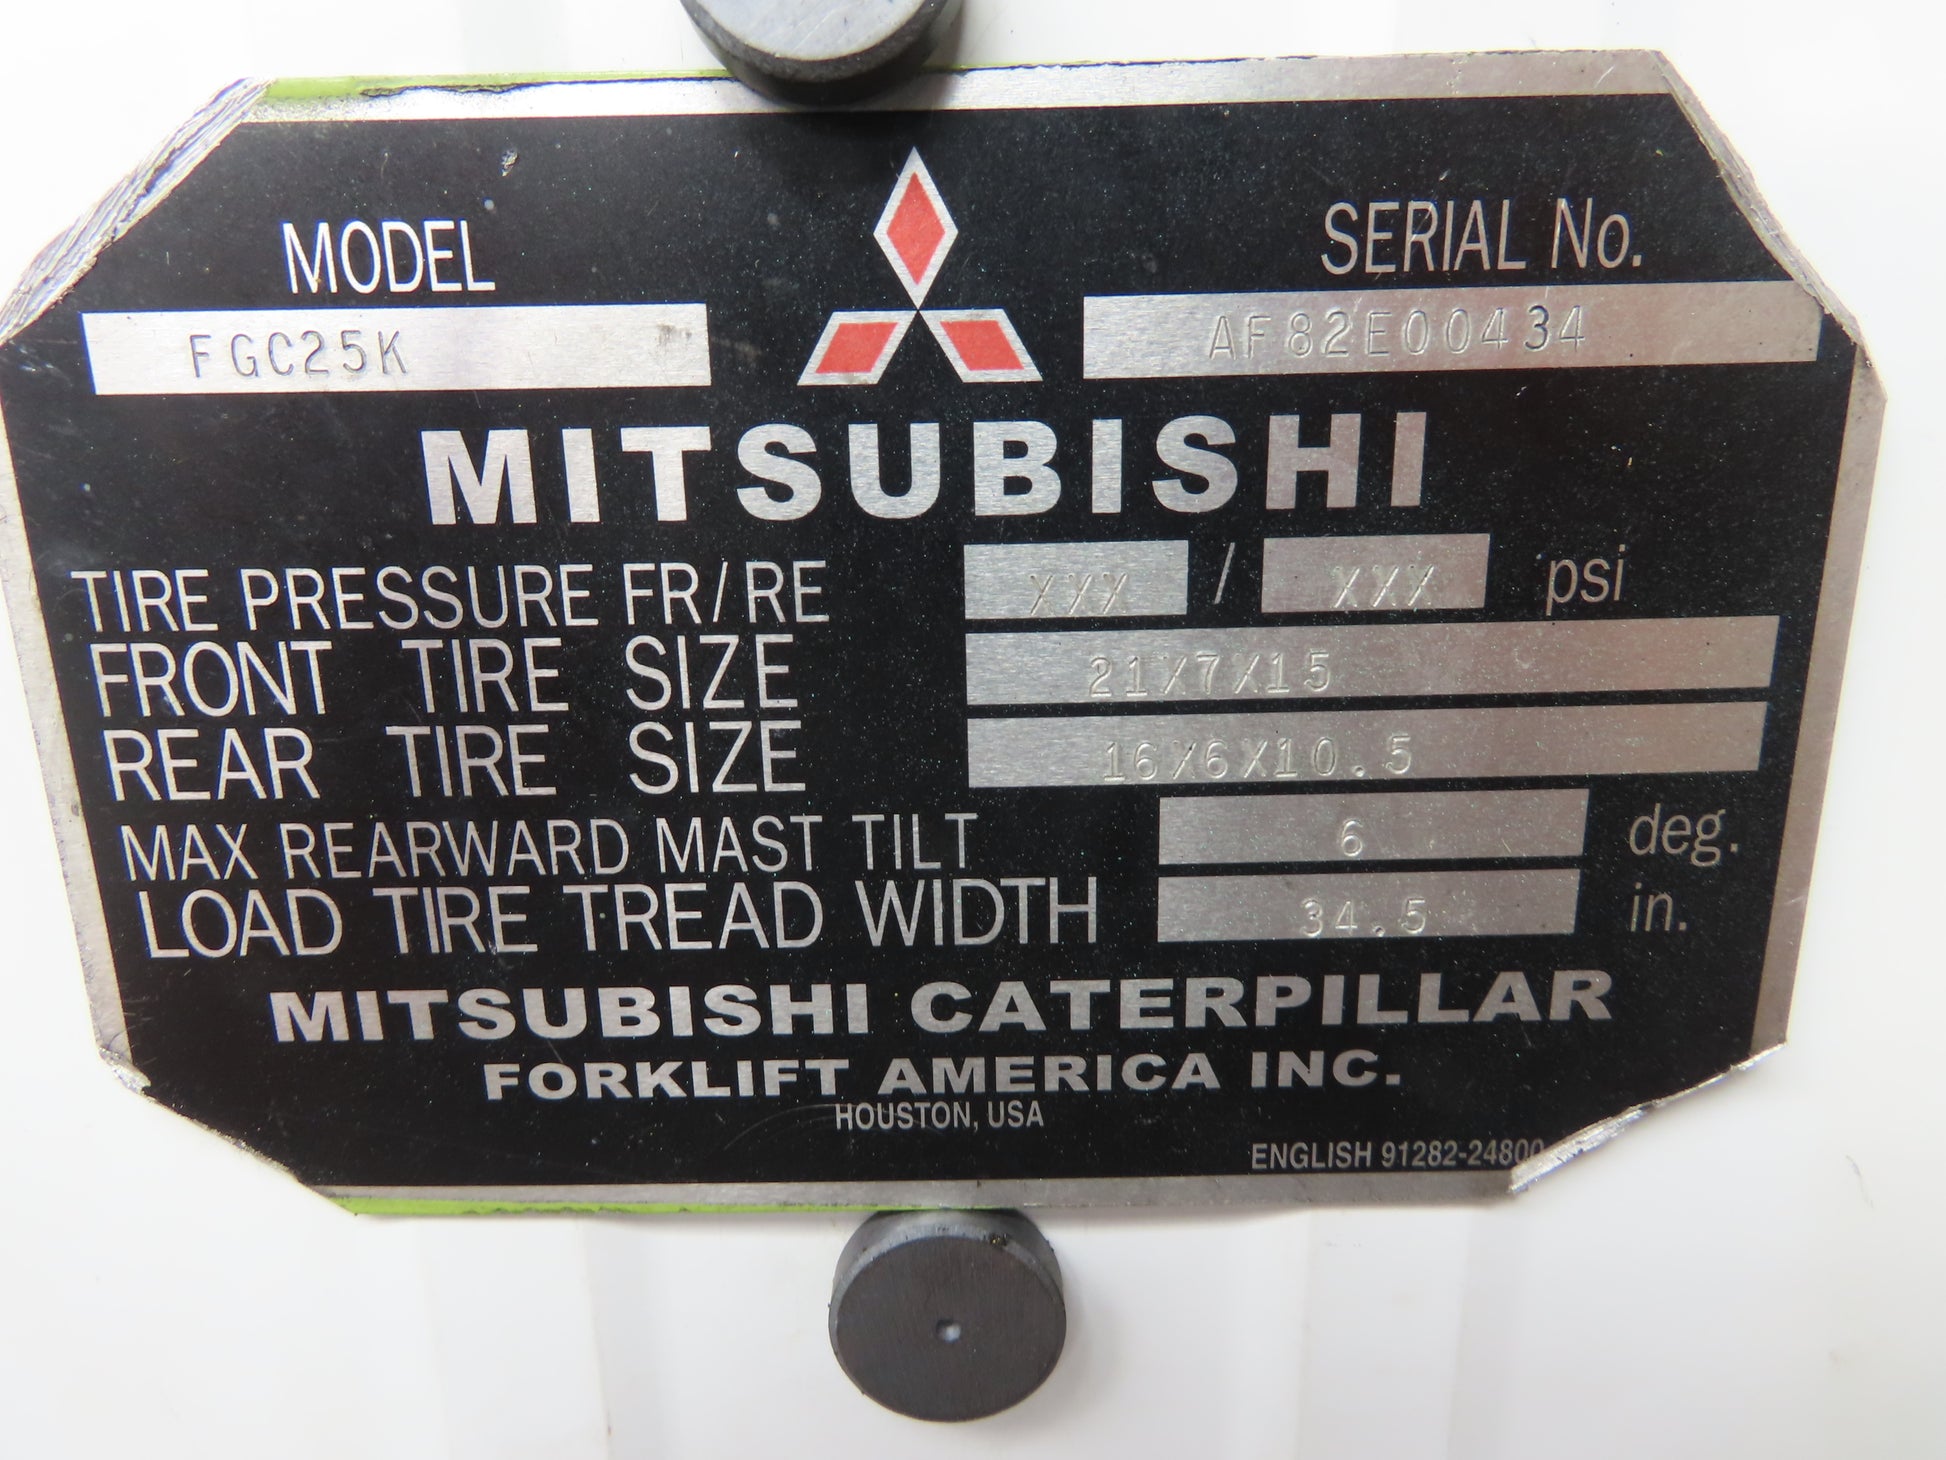 MODEL SERIAL No.
FGC25K AF82E00434
MITSUBISHI
TIRE PRESSURE FR/RE XXX / XXX psi
FRONT TIRE SIZE 21X7X15
REAR TIRE SIZE 16X6X10.5
MAX REARWARD MAST TILT 6 deg.
LOAD TIRE TREAD WIDTH 34.5 in.
MITSUBISHI CATERPILLAR
FORKLIFT AMERICA INC.
HOUSTON, USA
ENGLISH 91282-24800